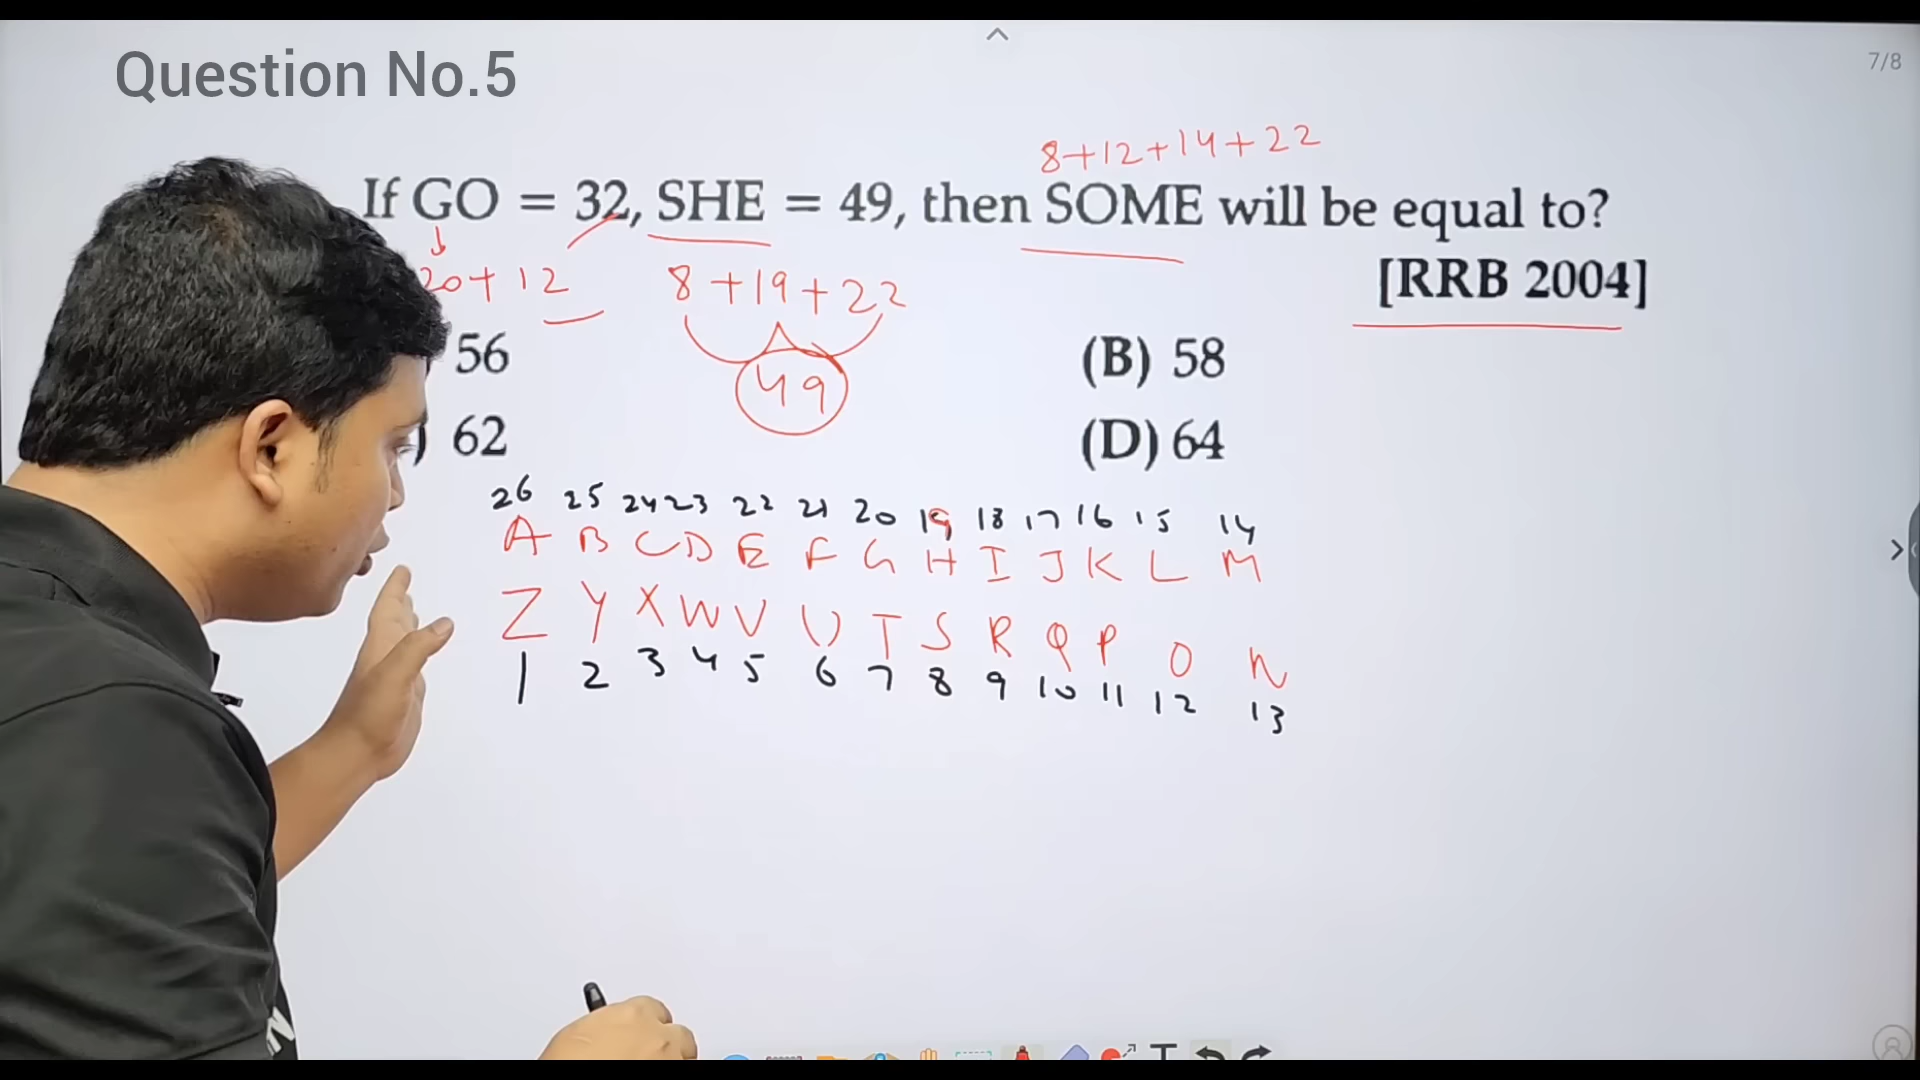 Question No.5
7/8
8+12+14+22
If GO = 32, SHE = 49, then SOME will be equal to?
[RRB 2004]
20+12
8+19+22
49
56
(B) 58
) 62
(D) 64
26 25 24 23 22 21 20 19 18 17 16 15 14
A B C D E F G H I J K L M
Z Y X W V U T S R Q P O N
1 2 3 4 5 6 7 8 9 10 11 12 13